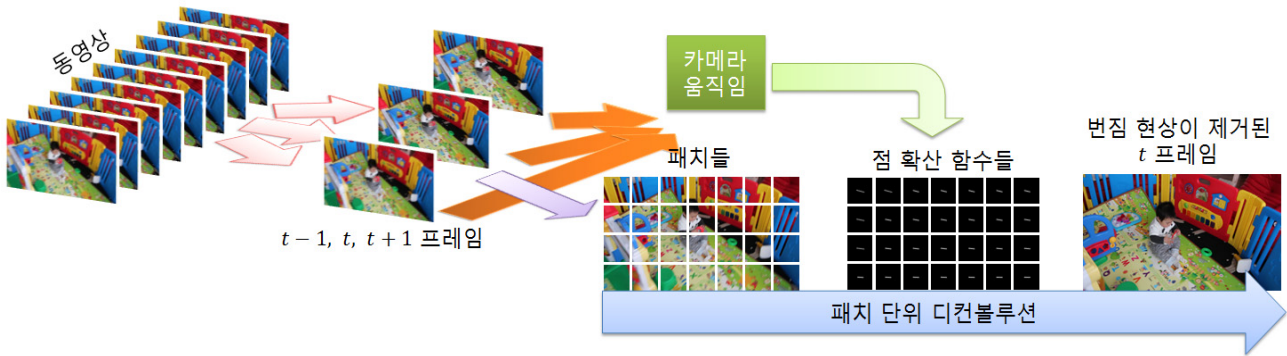 동영상
t − 1, t, t + 1 프레임
카메라
움직임
패치들
점 확산 함수들
번짐 현상이 제거된
t 프레임
패치 단위 디컨볼루션